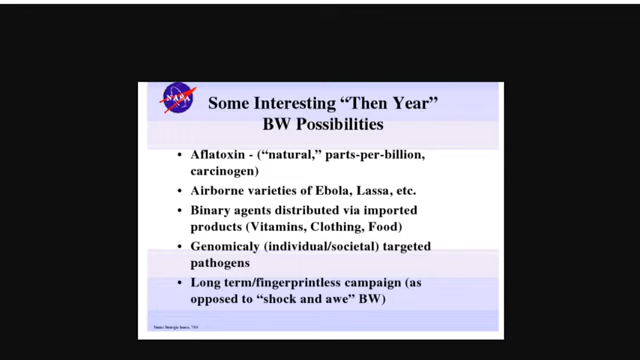 NASA
Some Interesting “Then Year”
BW Possibilities
• Aflatoxin - (“natural,” parts-per-billion,
carcinogen)
• Airborne varieties of Ebola, Lassa, etc.
• Binary agents distributed via imported
products (Vitamins, Clothing, Food)
• Genomicaly (individual/societal) targeted
pathogens
• Long term/fingerprintless campaign (as
opposed to “shock and awe” BW)